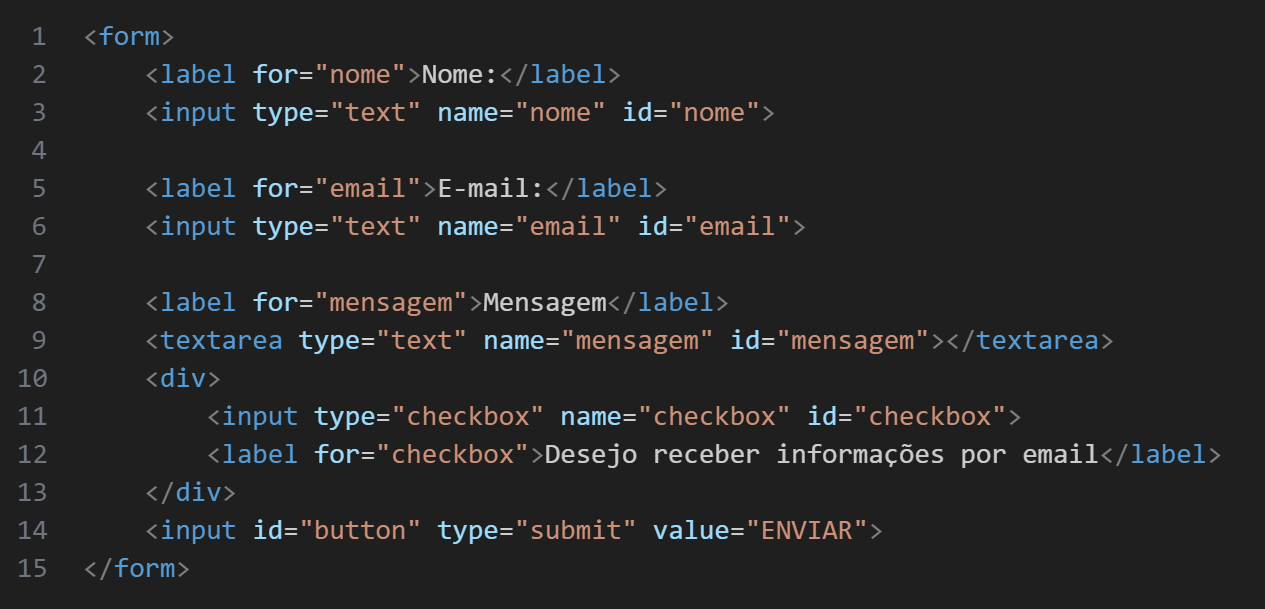 1 <form>
2     <label for="nome">Nome:</label>
3     <input type="text" name="nome" id="nome">
4
5     <label for="email">E-mail:</label>
6     <input type="text" name="email" id="email">
7
8     <label for="mensagem">Mensagem</label>
9     <textarea type="text" name="mensagem" id="mensagem"></textarea>
10     <div>
11         <input type="checkbox" name="checkbox" id="checkbox">
12         <label for="checkbox">Desejo receber informações por email</label>
13     </div>
14     <input id="button" type="submit" value="ENVIAR">
15 </form>